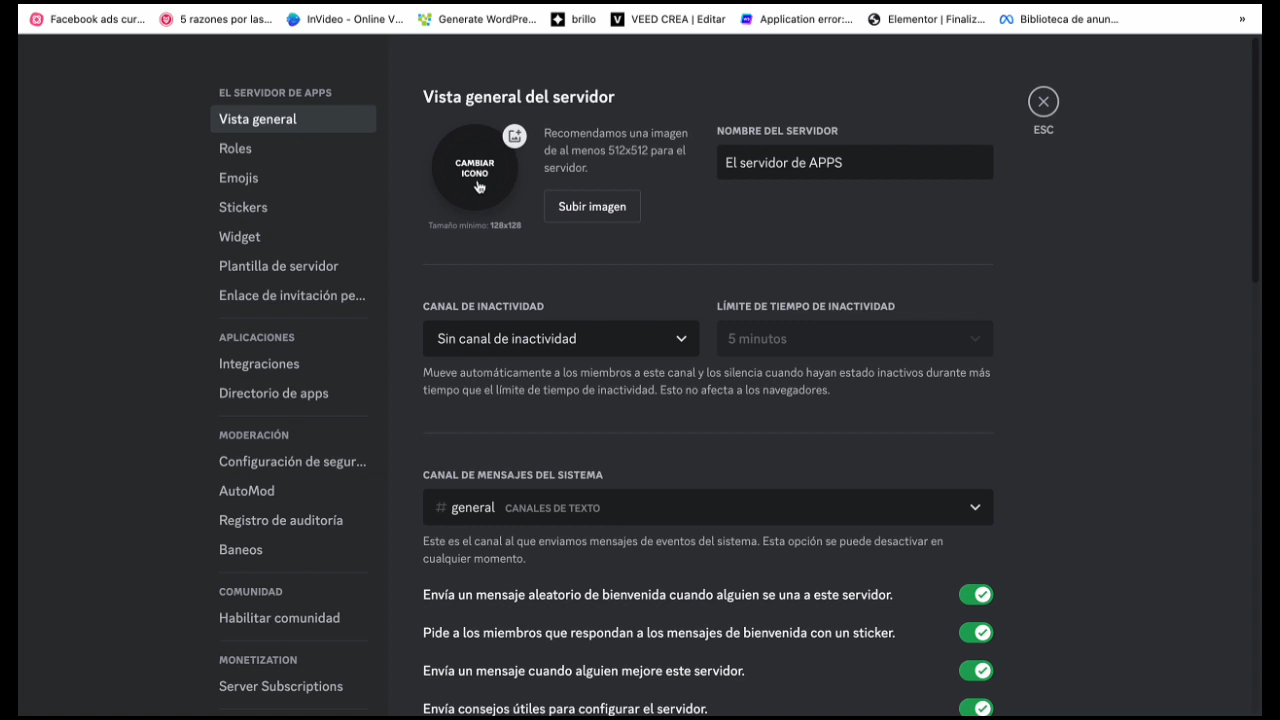 Facebook ads cur...
5 razones por las...
InVideo - Online V...
Generate WordPre...
brillo
VEED CREA | Editar
Application error:...
Elementor | Finaliz...
Biblioteca de anun...
»
EL SERVIDOR DE APPS
Vista general
Roles
Emojis
Stickers
Widget
Plantilla de servidor
Enlace de invitación pe...
APLICACIONES
Integraciones
Directorio de apps
MODERACIÓN
Configuración de segur...
AutoMod
Registro de auditoría
Baneos
COMUNIDAD
Habilitar comunidad
MONETIZATION
Server Subscriptions
Vista general del servidor
CAMBIAR
ICONO
Tamaño mínimo: 128x128
Recomendamos una imagen
de al menos 512x512 para el
servidor.
Subir imagen
NOMBRE DEL SERVIDOR
El servidor de APPS
ESC
CANAL DE INACTIVIDAD
Sin canal de inactividad
LÍMITE DE TIEMPO DE INACTIVIDAD
5 minutos
Mueve automáticamente a los miembros a este canal y los silencia cuando hayan estado inactivos durante más
tiempo que el límite de tiempo de inactividad. Esto no afecta a los navegadores.
CANAL DE MENSAJES DEL SISTEMA
# general CANALES DE TEXTO
Este es el canal al que enviamos mensajes de eventos del sistema. Esta opción se puede desactivar en
cualquier momento.
Envía un mensaje aleatorio de bienvenida cuando alguien se una a este servidor.
Pide a los miembros que respondan a los mensajes de bienvenida con un sticker.
Envía un mensaje cuando alguien mejore este servidor.
Envía consejos útiles para configurar el servidor.